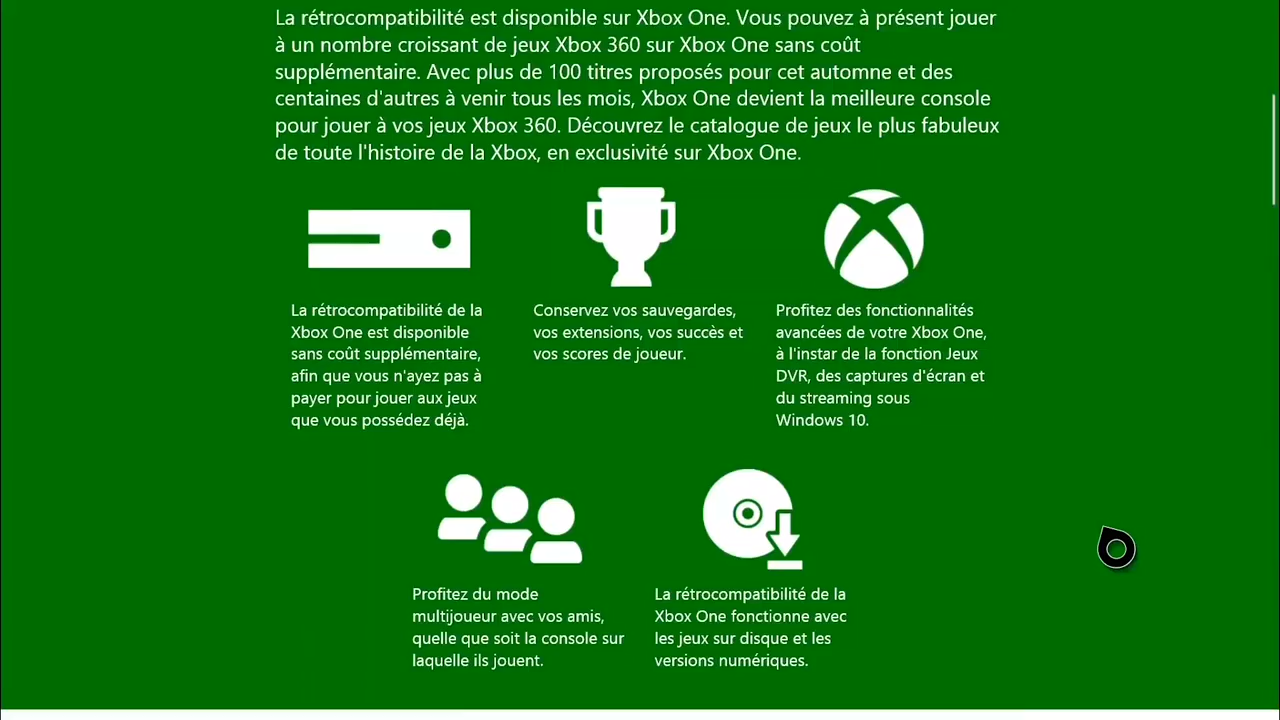 La rétrocompatibilité est disponible sur Xbox One. Vous pouvez à présent jouer
à un nombre croissant de jeux Xbox 360 sur Xbox One sans coût
supplémentaire. Avec plus de 100 titres proposés pour cet automne et des
centaines d'autres à venir tous les mois, Xbox One devient la meilleure console
pour jouer à vos jeux Xbox 360. Découvrez le catalogue de jeux le plus fabuleux
de toute l'histoire de la Xbox, en exclusivité sur Xbox One.
La rétrocompatibilité de la
Xbox One est disponible
sans coût supplémentaire,
afin que vous n'ayez pas à
payer pour jouer aux jeux
que vous possédez déjà.
Conservez vos sauvegardes,
vos extensions, vos succès et
vos scores de joueur.
Profitez des fonctionnalités
avancées de votre Xbox One,
à l'instar de la fonction Jeux
DVR, des captures d'écran et
du streaming sous
Windows 10.
Profitez du mode
multijoueur avec vos amis,
quelle que soit la console sur
laquelle ils jouent.
La rétrocompatibilité de la
Xbox One fonctionne avec
les jeux sur disque et les
versions numériques.